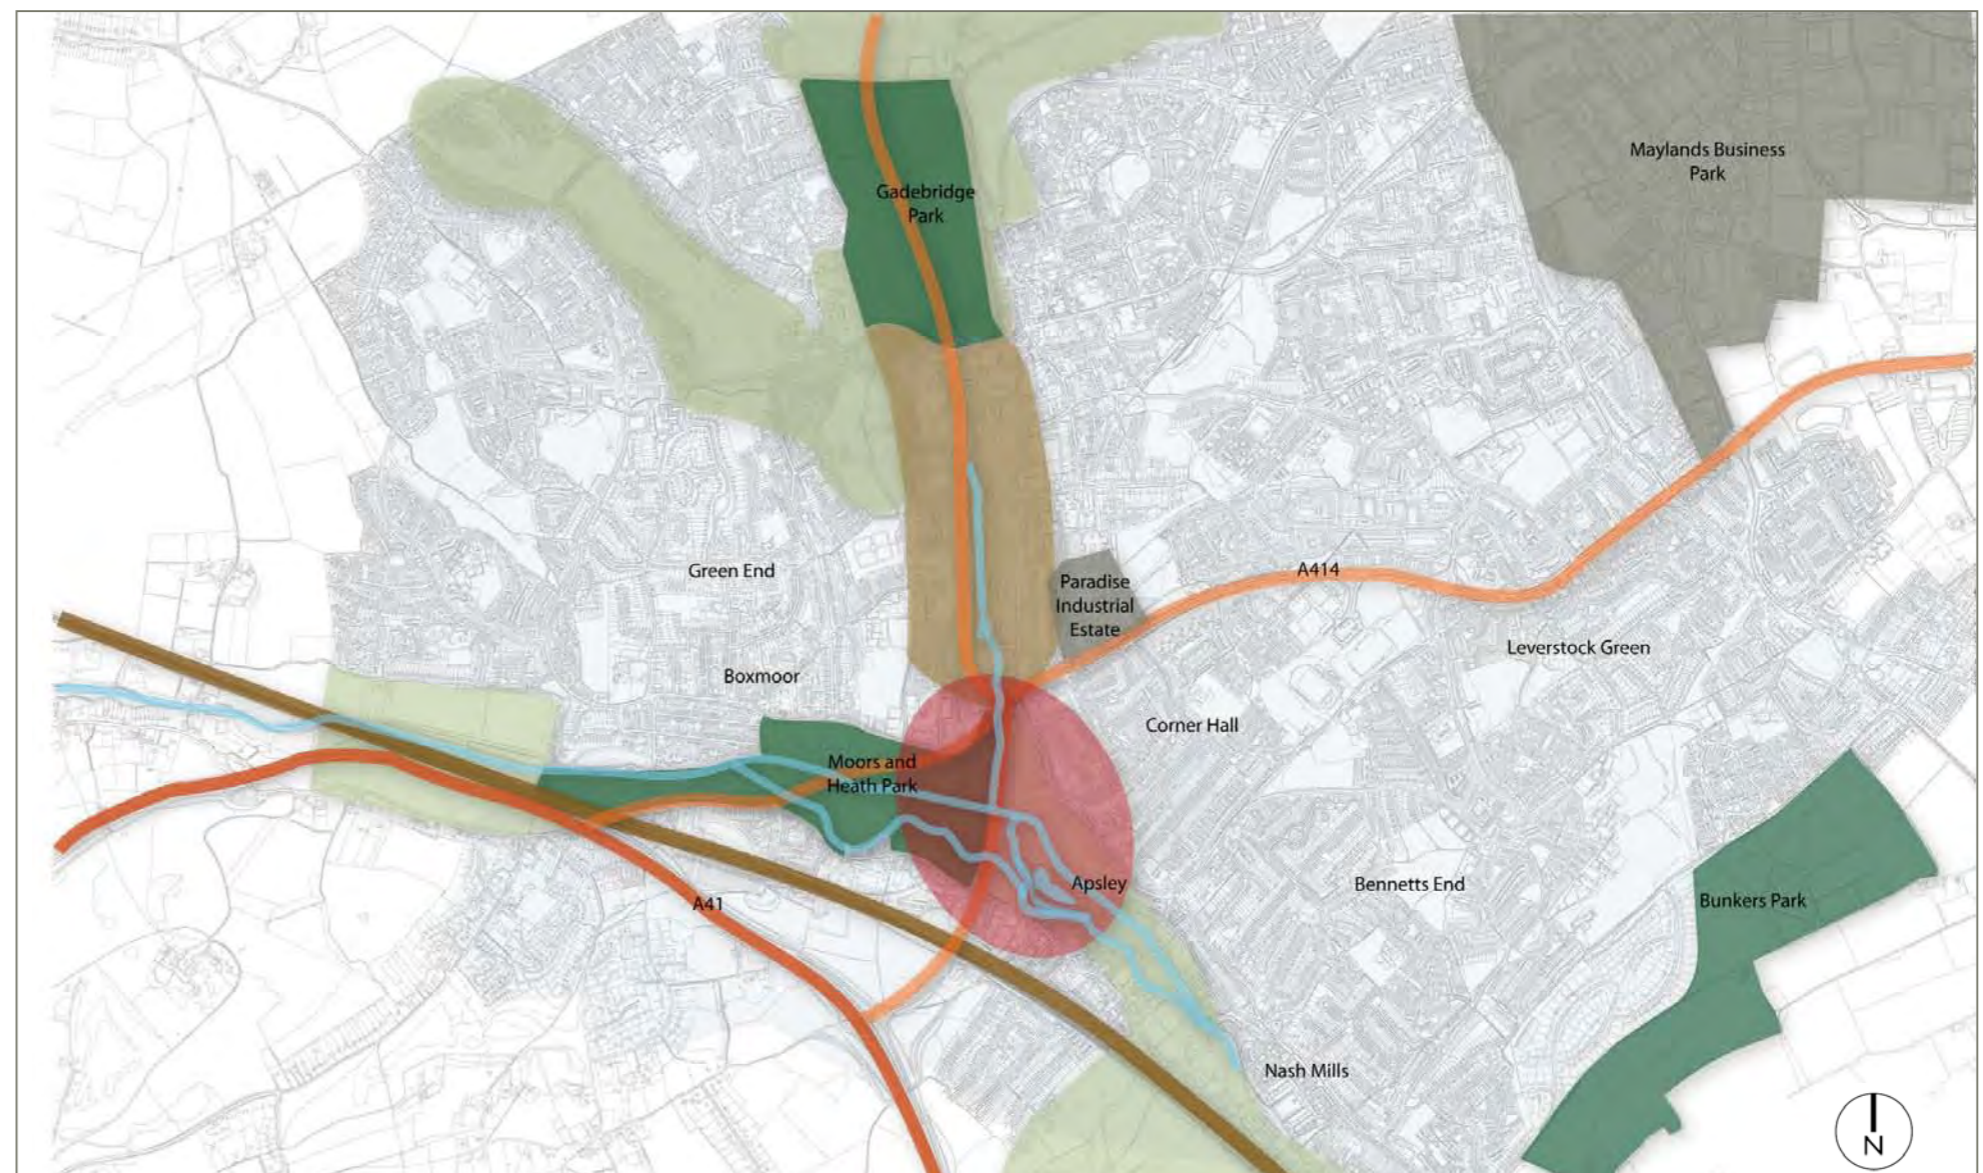 Maylands Business
Park
Gadebridge
Park
Green End
Paradise
Industrial
Estate
A414
Leverstock Green
Boxmoor
Corner Hall
Moors and
Heath Park
Apsley
Bennetts End
A41
Bunkers Park
Nash Mills
N